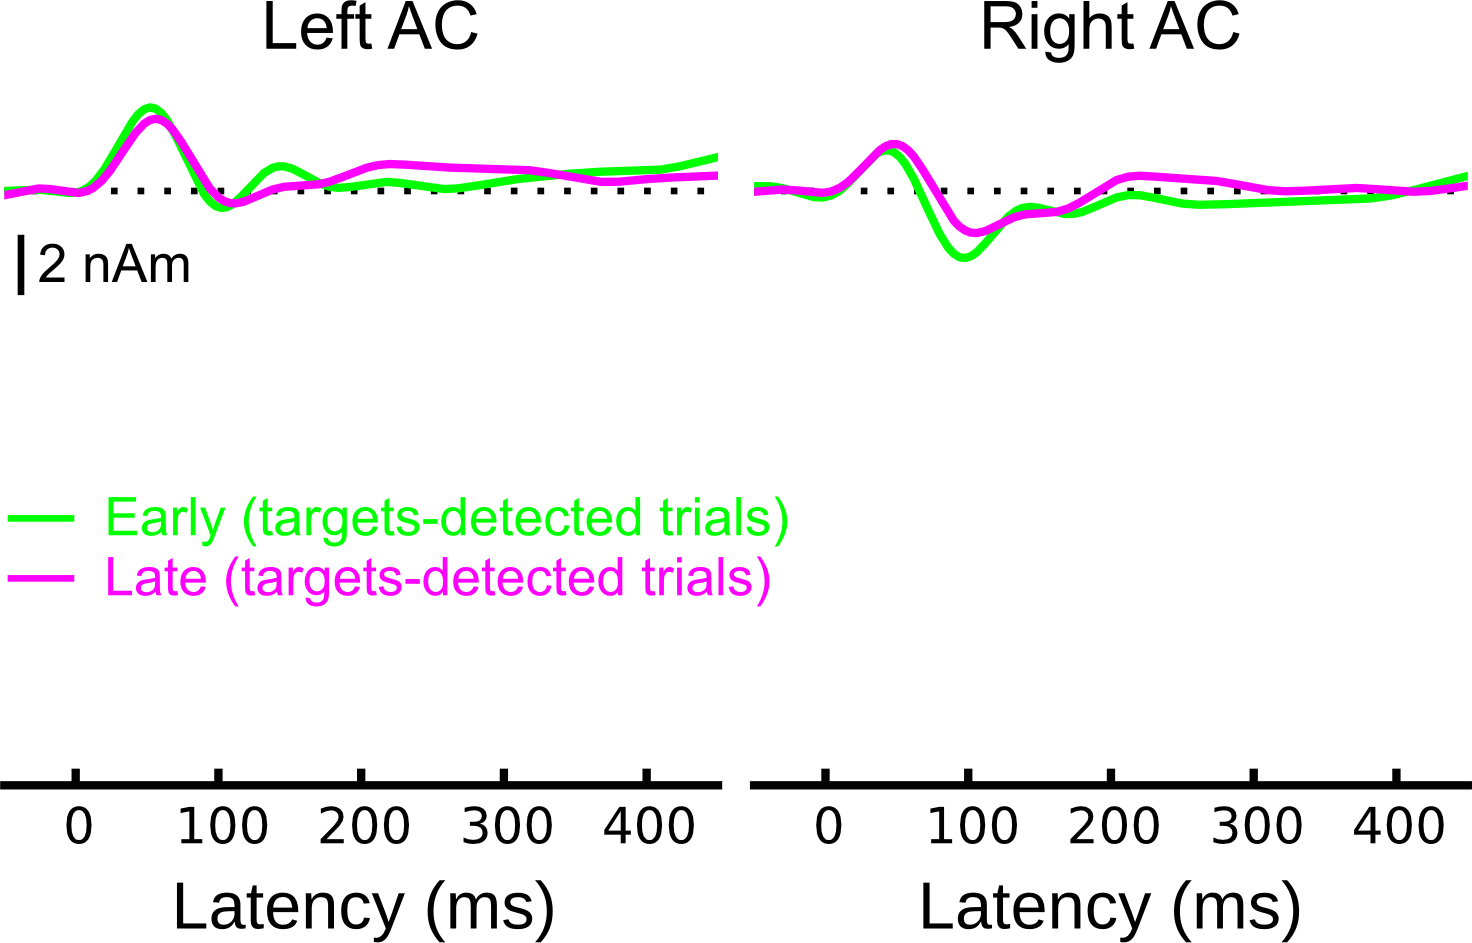 Left AC
Right AC
2 nAm
Early (targets-detected trials)
Late (targets-detected trials)
0 100 200 300 400
0 100 200 300 400
Latency (ms)
Latency (ms)